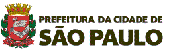 PREFEITURA DA CIDADE DE
SÃO PAULO